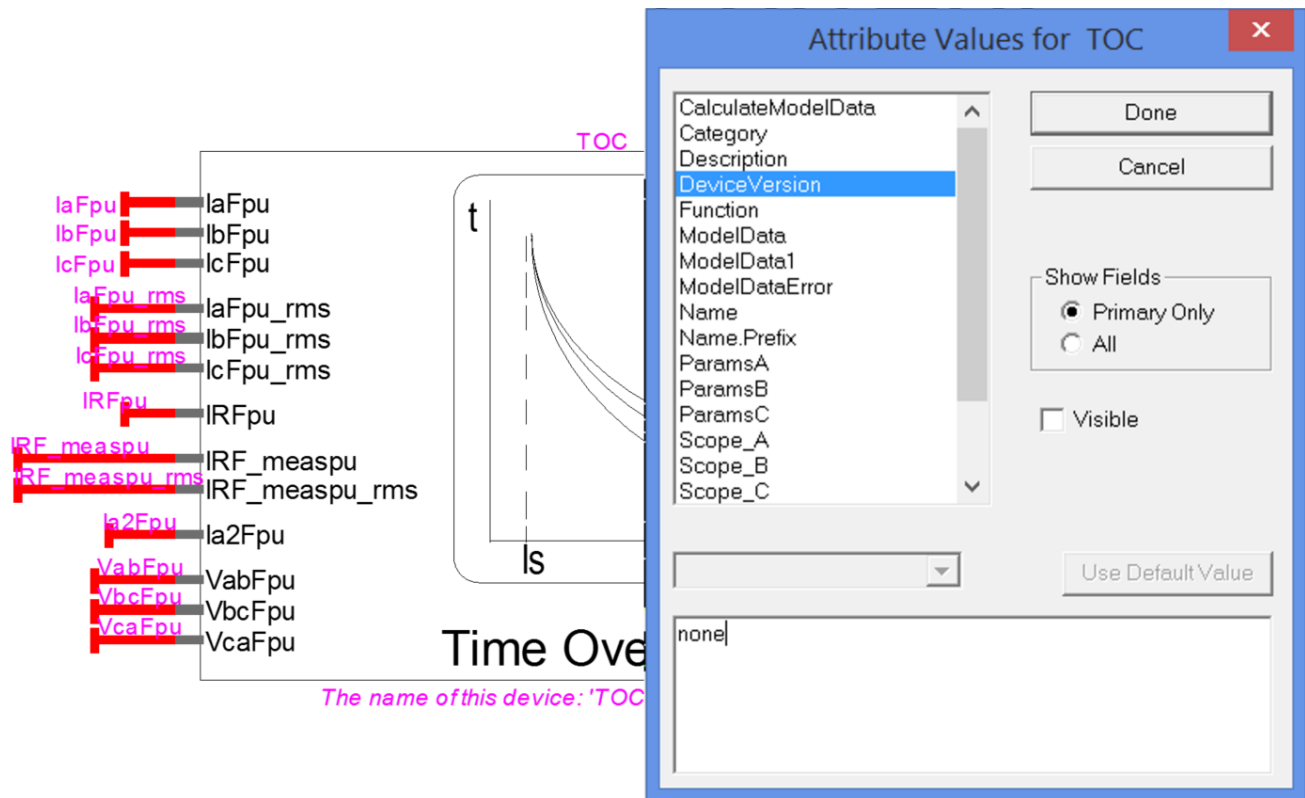 TOC
IaFpu
IaFpu
IbFpu
IbFpu
IcFpu
IcFpu
IaFpu_rms
IaFpu_rms
IbFpu_rms
IbFpu_rms
IcFpu_rms
IcFpu_rms
IRFpu
IRFpu
IRF_measpu
IRF_measpu
IRF_measpu_rms
IRF_measpu_rms
Ia2Fpu
Ia2Fpu
VabFpu
VabFpu
VbcFpu
VbcFpu
VcaFpu
VcaFpu
t
Is
Time Ove
The name of this device: 'TOC
Attribute Values for TOC
CalculateModelData
Category
Description
DeviceVersion
Function
ModelData
ModelData1
ModelDataError
Name
Name.Prefix
ParamsA
ParamsB
ParamsC
Scope_A
Scope_B
Scope_C
Done
Cancel
Show Fields
Primary Only
All
Visible
Use Default Value
none